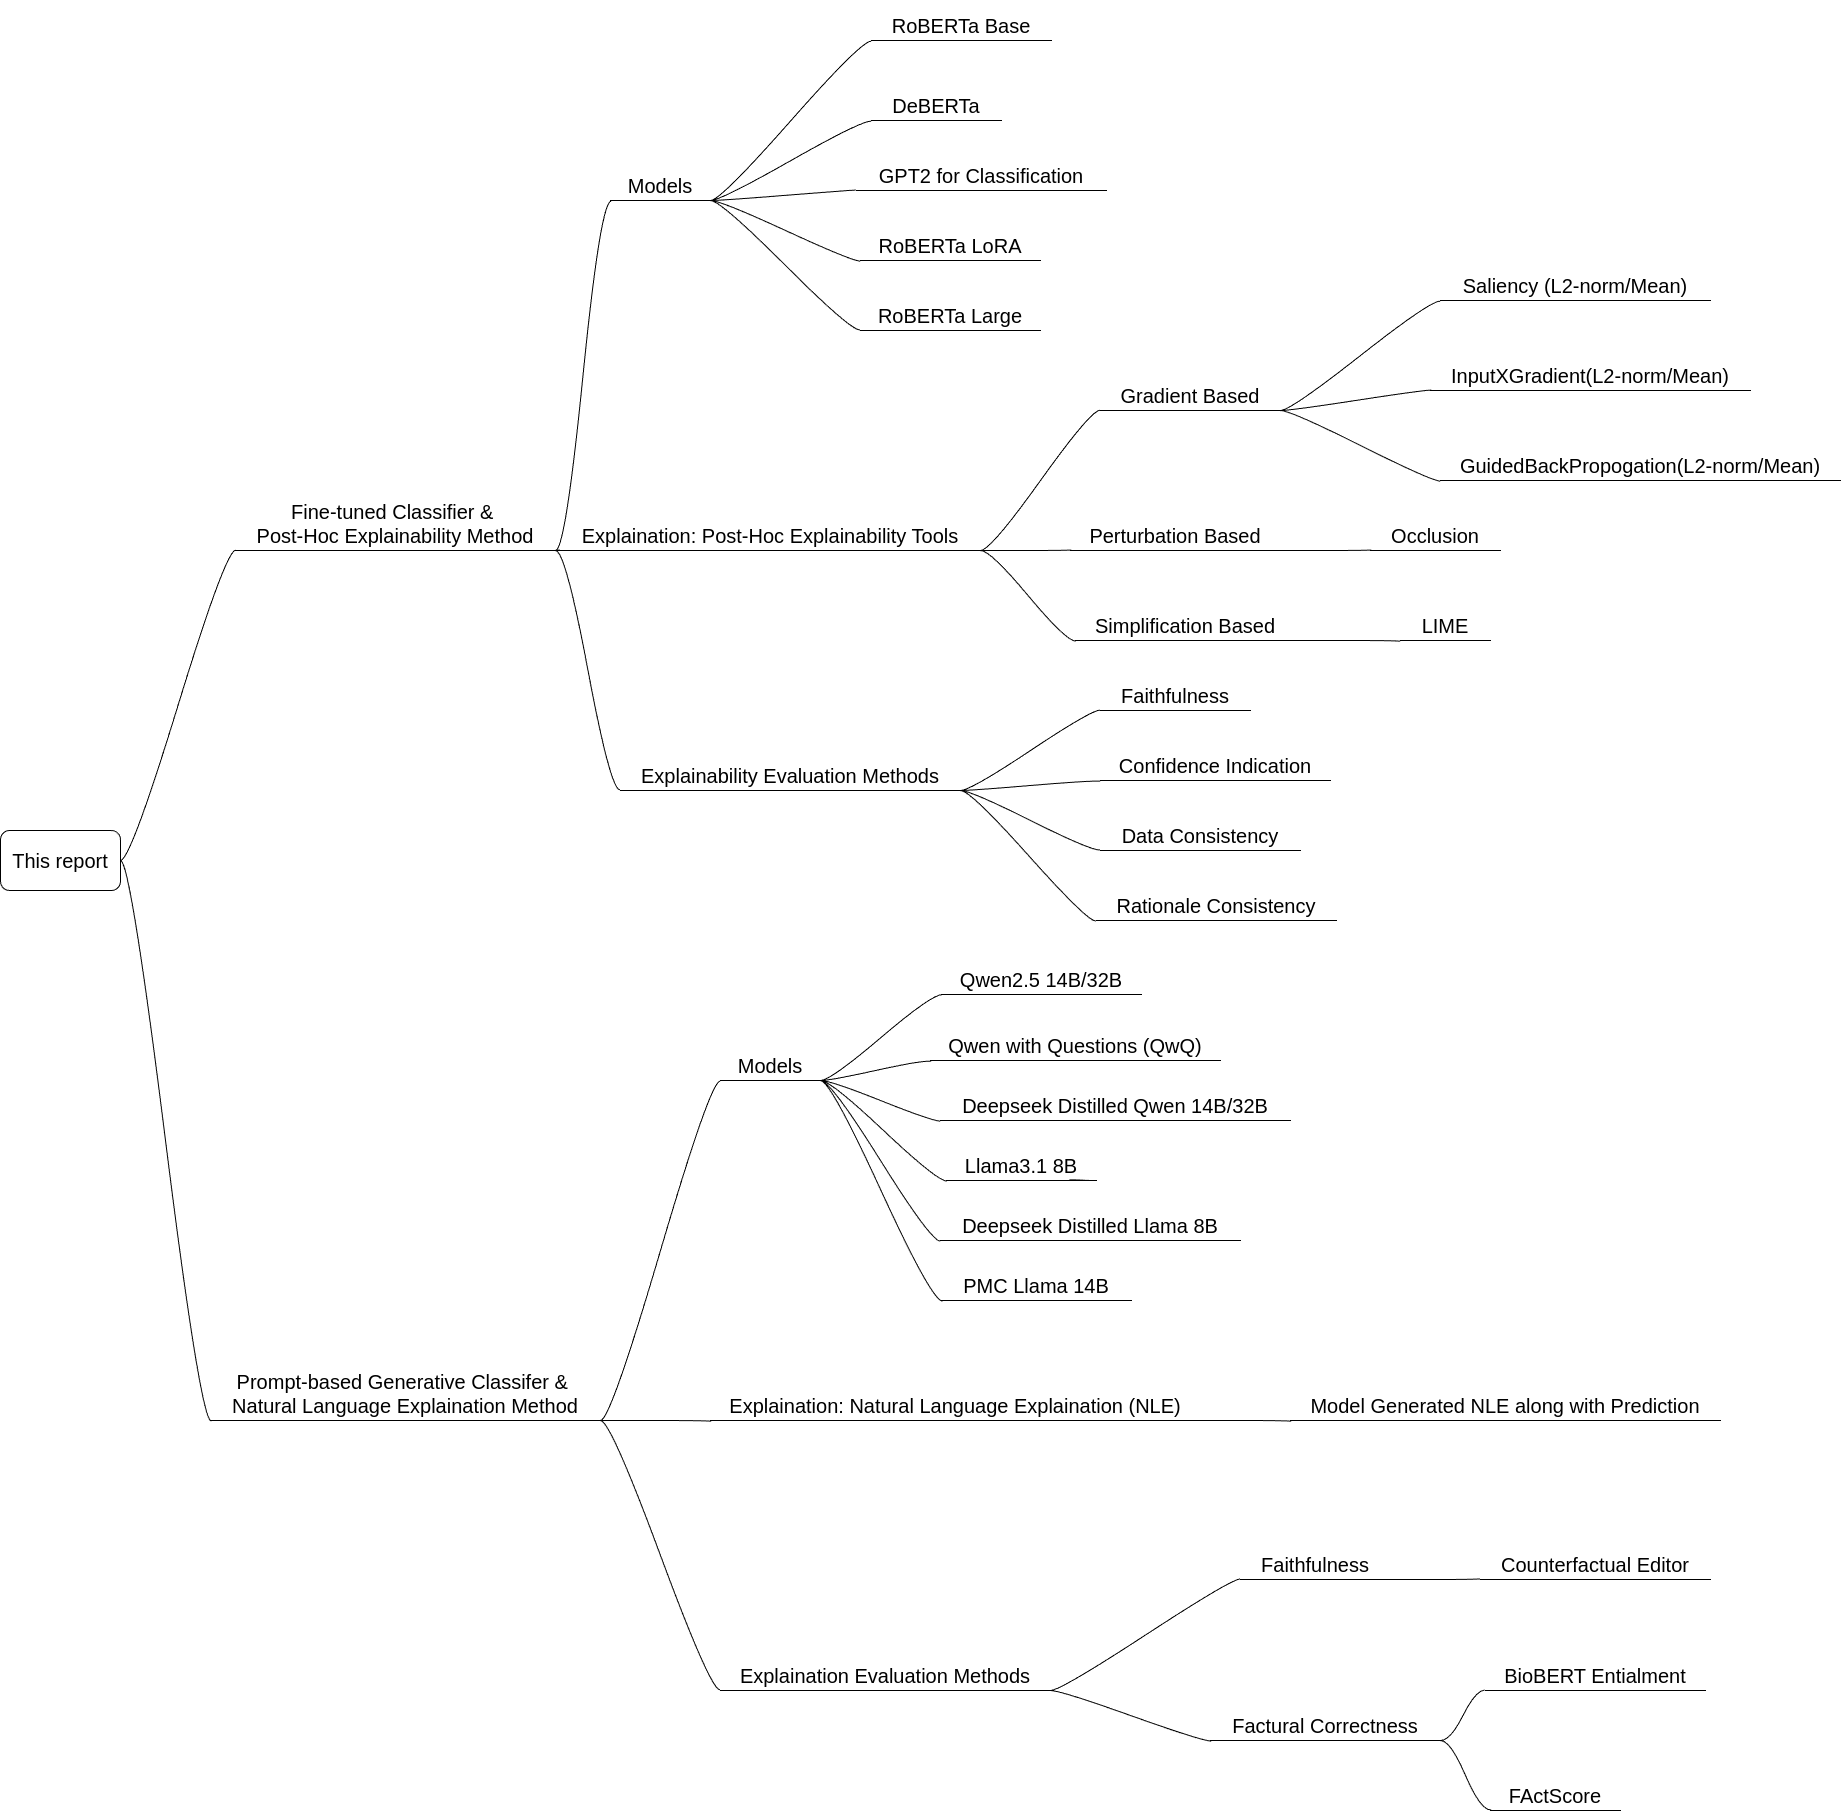 This report
Fine-tuned Classifier &
Post-Hoc Explainability Method
Models
RoBERTa Base
DeBERTa
GPT2 for Classification
RoBERTa LoRA
RoBERTa Large
Explaination: Post-Hoc Explainability Tools
Gradient Based
Saliency (L2-norm/Mean)
InputXGradient(L2-norm/Mean)
GuidedBackPropogation(L2-norm/Mean)
Perturbation Based
Occlusion
Simplification Based
LIME
Explainability Evaluation Methods
Faithfulness
Confidence Indication
Data Consistency
Rationale Consistency
Prompt-based Generative Classifer &
Natural Language Explaination Method
Models
Qwen2.5 14B/32B
Qwen with Questions (QwQ)
Deepseek Distilled Qwen 14B/32B
Llama3.1 8B
Deepseek Distilled Llama 8B
PMC Llama 14B
Explaination: Natural Language Explaination (NLE)
Model Generated NLE along with Prediction
Explaination Evaluation Methods
Faithfulness
Counterfactual Editor
Factural Correctness
BioBERT Entialment
FActScore